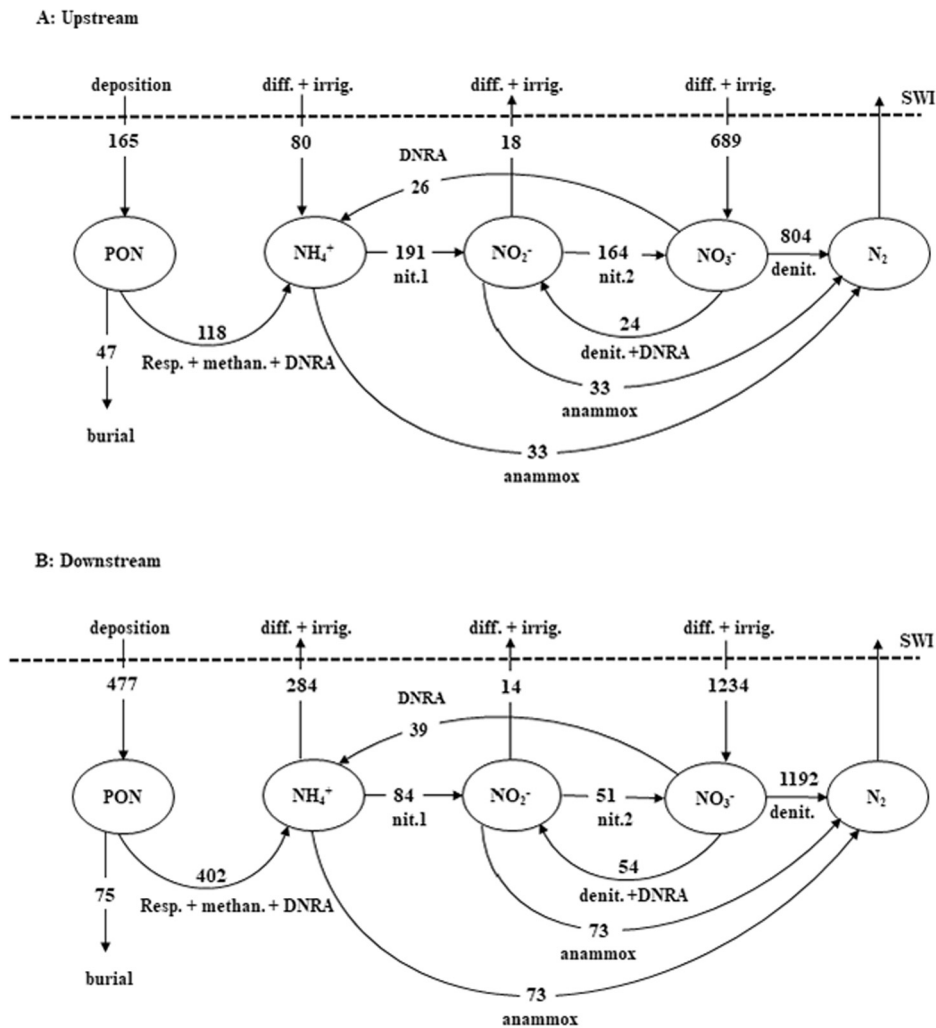 A: Upstream
deposition diff. + irrig. diff. + irrig. diff. + irrig. SWI
165 80 18 689
DNRA
26
PON NH₄⁺ 191 NO₂⁻ 164 NO₃⁻ 804 N₂
nit.1 nit.2 denit.
118 24
47 Resp. + methan. + DNRA denit. +DNRA
33
anammox
burial
33
anammox
B: Downstream
deposition diff. + irrig. diff. + irrig. diff. + irrig. SWI
477 284 14 1234
DNRA
39
PON NH₄⁺ 84 NO₂⁻ 51 NO₃⁻ 1192 N₂
nit.1 nit.2 denit.
402 54
75 Resp. + methan. + DNRA denit. +DNRA
73
anammox
burial
73
anammox